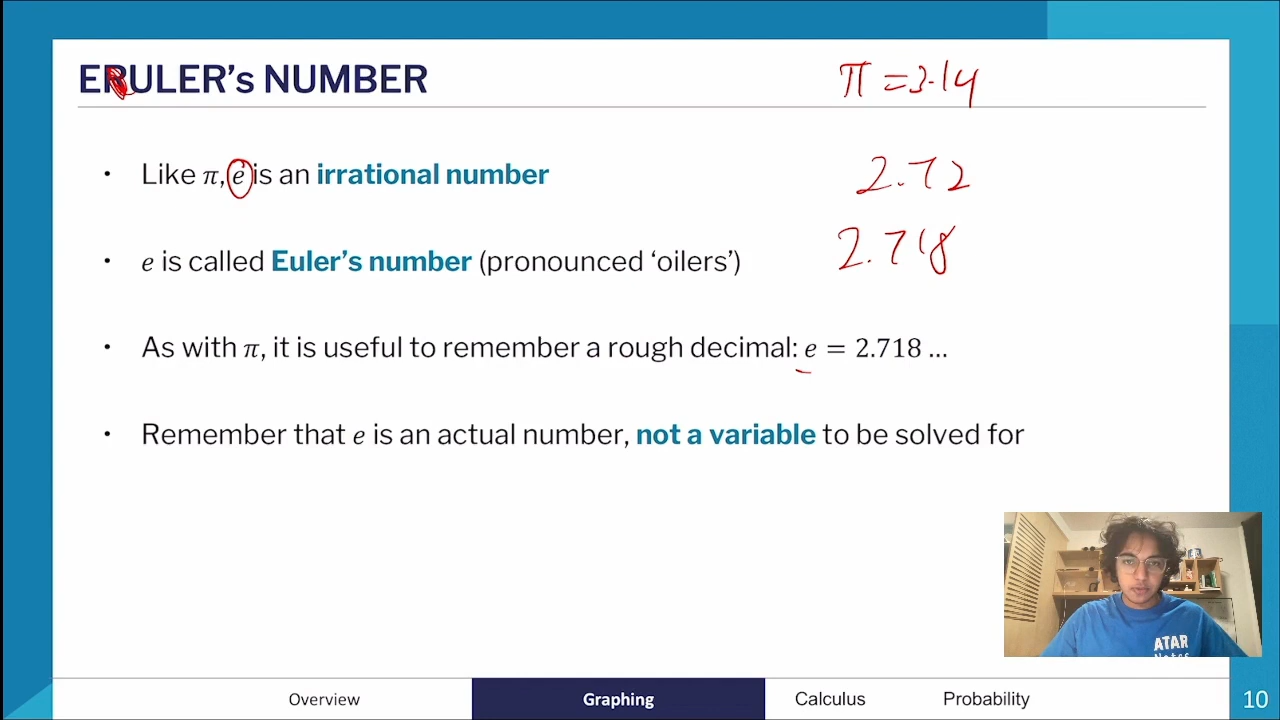 ERULER's NUMBER
π = 3.14
• Like π, e is an irrational number
2.72
• e is called Euler's number (pronounced 'oilers')
2.718
• As with π, it is useful to remember a rough decimal: e = 2.718 ...
• Remember that e is an actual number, not a variable to be solved for
ATAR
Notes
Overview Graphing Calculus Probability 10